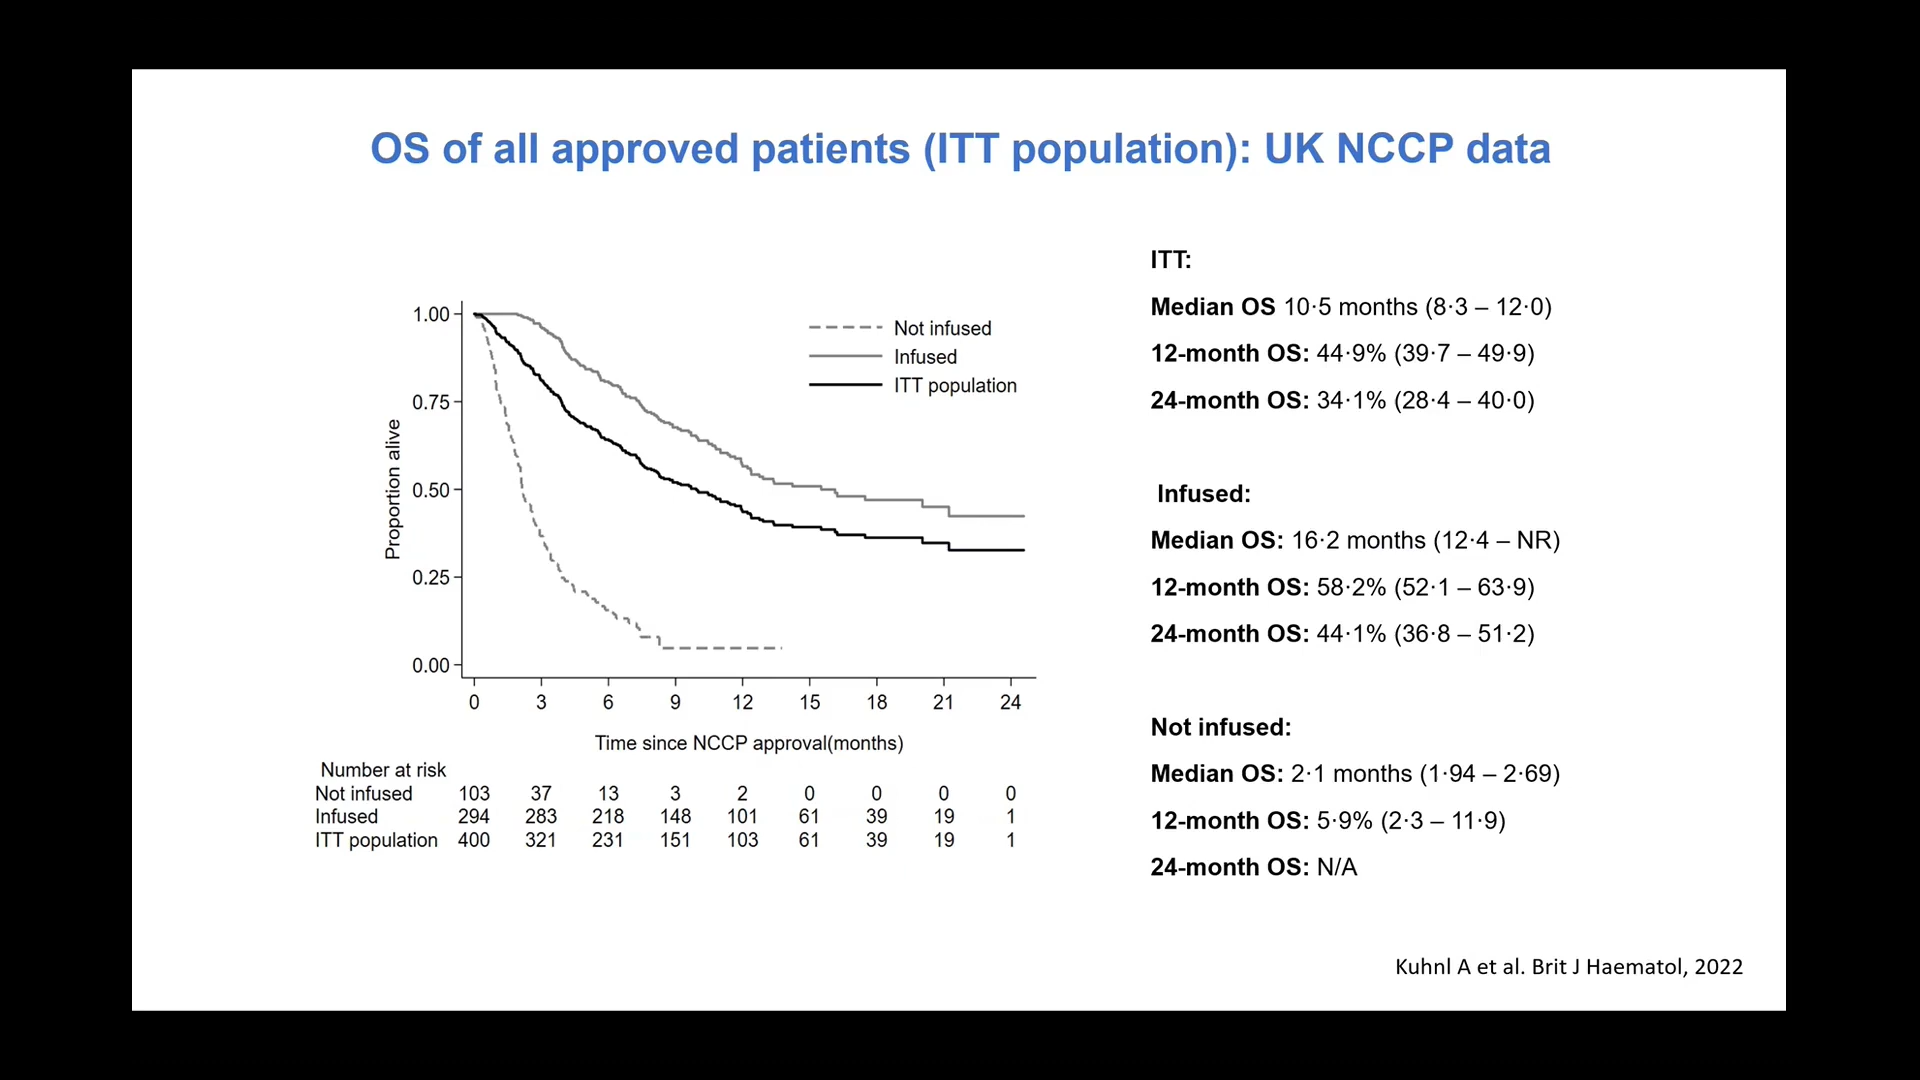 OS of all approved patients (ITT population): UK NCCP data
1.00
0.75
0.50
0.25
0.00
Proportion alive
Not infused
Infused
ITT population
0 3 6 9 12 15 18 21 24
Time since NCCP approval(months)
Number at risk
Not infused 103 37 13 3 2 0 0 0 0
Infused 294 283 218 148 101 61 39 19 1
ITT population 400 321 231 151 103 61 39 19 1
ITT:
Median OS 10·5 months (8·3 – 12·0)
12-month OS: 44·9% (39·7 – 49·9)
24-month OS: 34·1% (28·4 – 40·0)
Infused:
Median OS: 16·2 months (12·4 – NR)
12-month OS: 58·2% (52·1 – 63·9)
24-month OS: 44·1% (36·8 – 51·2)
Not infused:
Median OS: 2·1 months (1·94 – 2·69)
12-month OS: 5·9% (2·3 – 11·9)
24-month OS: N/A
Kuhnl A et al. Brit J Haematol, 2022